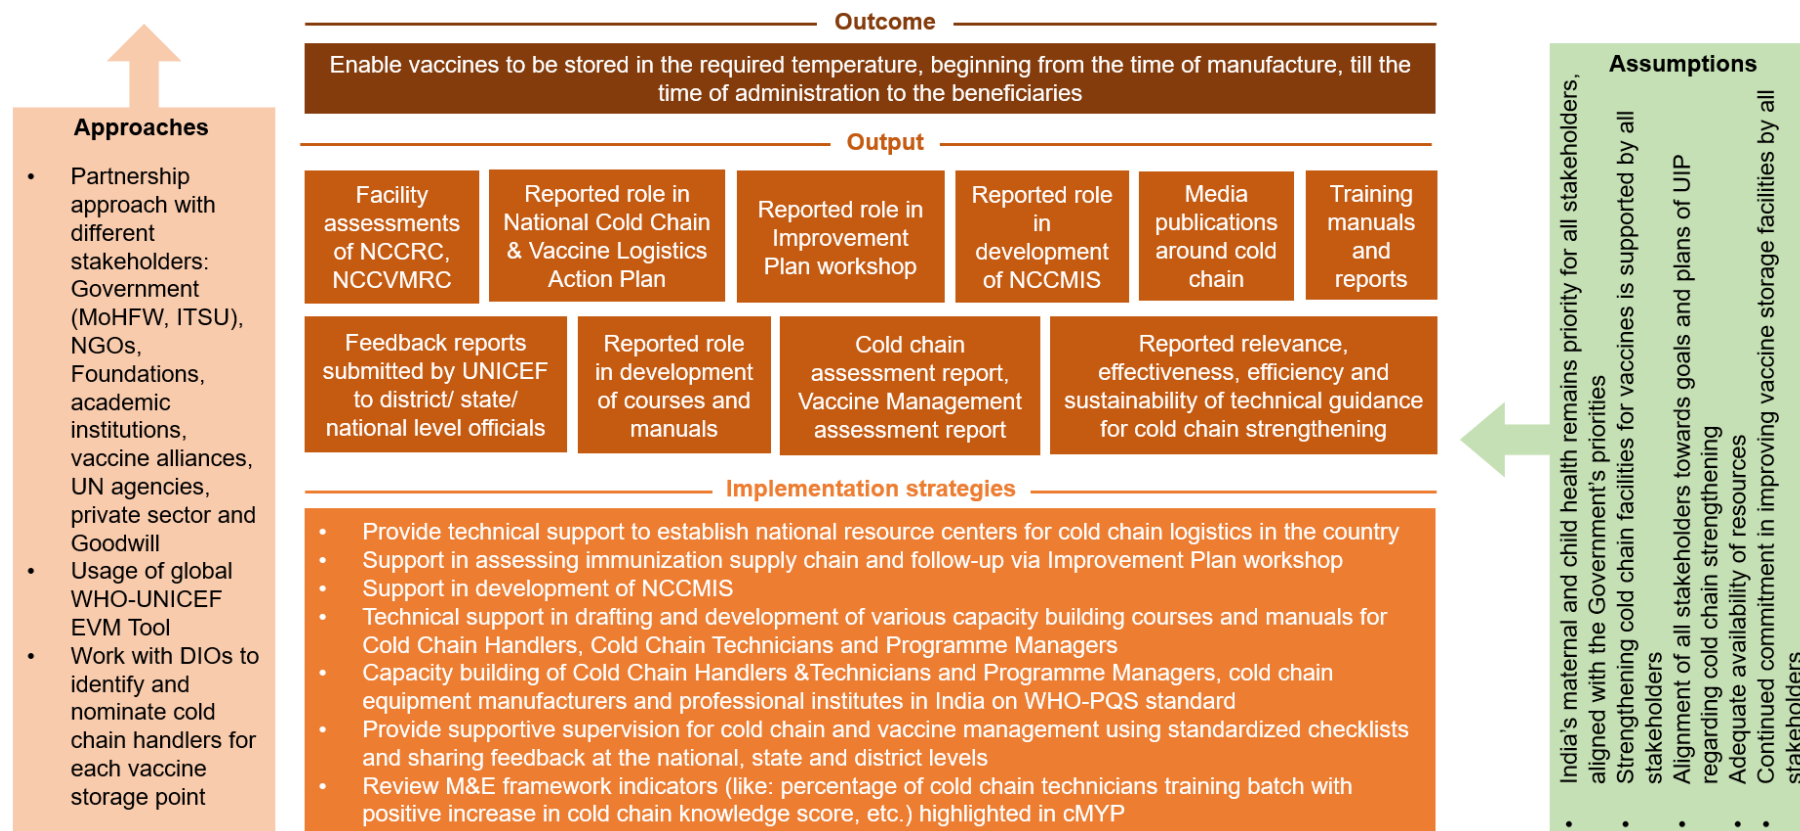 Outcome
Enable vaccines to be stored in the required temperature, beginning from the time of manufacture, till the
time of administration to the beneficiaries
Approaches
• Partnership
approach with
different
stakeholders:
Government
(MoHFW, ITSU),
NGOs,
Foundations,
academic
institutions,
vaccine alliances,
UN agencies,
private sector and
Goodwill
• Usage of global
WHO-UNICEF
EVM Tool
• Work with DIOs to
identify and
nominate cold
chain handlers for
each vaccine
storage point
Output
Facility
assessments
of NCCRC,
NCCVMRC
Reported role in
National Cold Chain
& Vaccine Logistics
Action Plan
Reported role in
Improvement
Plan workshop
Reported role
in
development
of NCCMIS
Media
publications
around cold
chain
Training
manuals
and
reports
Feedback reports
submitted by UNICEF
to district/ state/
national level officials
Reported role
in development
of courses and
manuals
Cold chain
assessment report,
Vaccine Management
assessment report
Reported relevance,
effectiveness, efficiency and
sustainability of technical guidance
for cold chain strengthening
Implementation strategies
• Provide technical support to establish national resource centers for cold chain logistics in the country
• Support in assessing immunization supply chain and follow-up via Improvement Plan workshop
• Support in development of NCCMIS
• Technical support in drafting and development of various capacity building courses and manuals for
Cold Chain Handlers, Cold Chain Technicians and Programme Managers
• Capacity building of Cold Chain Handlers &Technicians and Programme Managers, cold chain
equipment manufacturers and professional institutes in India on WHO-PQS standard
• Provide supportive supervision for cold chain and vaccine management using standardized checklists
and sharing feedback at the national, state and district levels
• Review M&E framework indicators (like: percentage of cold chain technicians training batch with
positive increase in cold chain knowledge score, etc.) highlighted in cMYP
Assumptions
• India's maternal and child health remains priority for all stakeholders,
aligned with the Government's priorities
• Strengthening cold chain facilities for vaccines is supported by all
stakeholders
• Alignment of all stakeholders towards goals and plans of UIP
regarding cold chain strengthening
• Adequate availability of resources
• Continued commitment in improving vaccine storage facilities by all
stakeholders